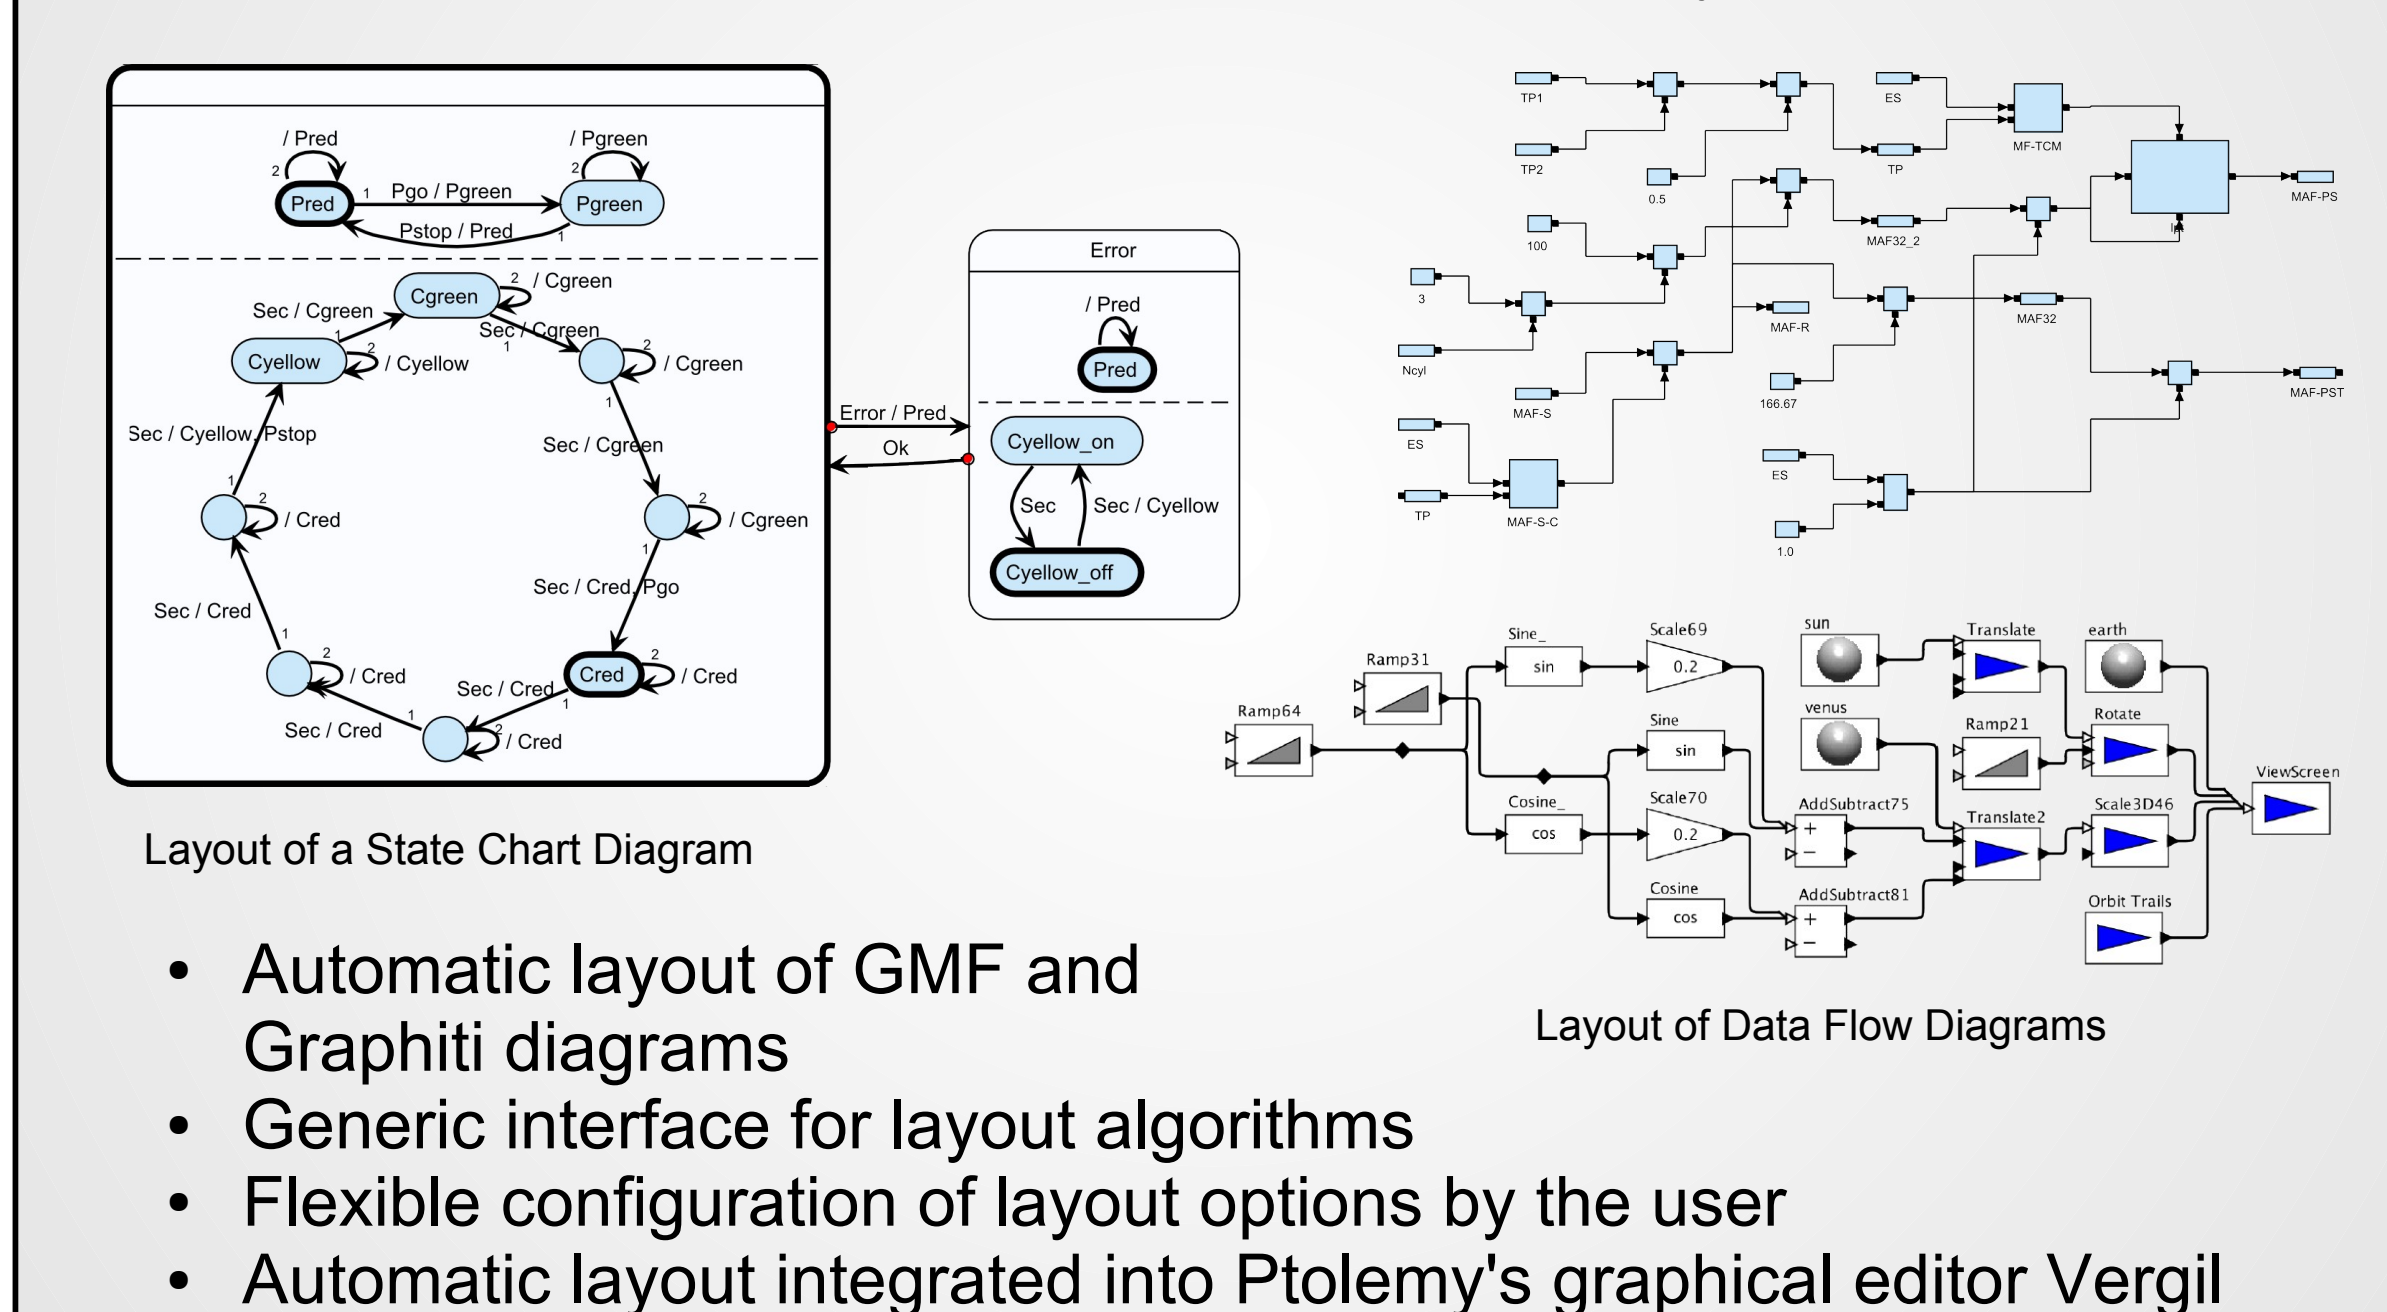 / Pred
/ Pgreen
2
2
Pred
1
Pgo / Pgreen
Pgreen
Pstop / Pred
1
Cgreen
2
/ Cgreen
Sec / Cgreen
1
Sec / Cgreen
1
Cyellow
2
/ Cyellow
2
/ Cgreen
1
Sec / Cyellow, Pstop
Sec / Cgreen
1
2
/ Cred
2
/ Cgreen
1
Sec / Cred, Pgo
Sec / Cred
1
2
/ Cred
Sec / Cred
Cred
2
/ Cred
1
Sec / Cred
1
2
/ Cred
Error / Pred
Ok
Error
/ Pred
Pred
Cyellow_on
Sec
Sec / Cyellow
Cyellow_off
Layout of a State Chart Diagram
TP1
ES
TP2
0.5
TP
MF-TCM
MAF-PS
100
MAF32_2
3
MAF-R
MAF32
Ncyl
MAF-S
166.67
MAF-PST
ES
ES
TP
MAF-S-C
1.0
Ramp64
Ramp31
Sine_
sin
Scale69
0.2
sun
Translate
earth
Sine
sin
venus
Ramp21
Rotate
ViewScreen
Cosine_
cos
Scale70
0.2
AddSubtract75
+
−
Translate2
Scale3D46
Cosine
cos
AddSubtract81
+
−
Orbit Trails
Layout of Data Flow Diagrams
• Automatic layout of GMF and
Graphiti diagrams
• Generic interface for layout algorithms
• Flexible configuration of layout options by the user
• Automatic layout integrated into Ptolemy's graphical editor Vergil